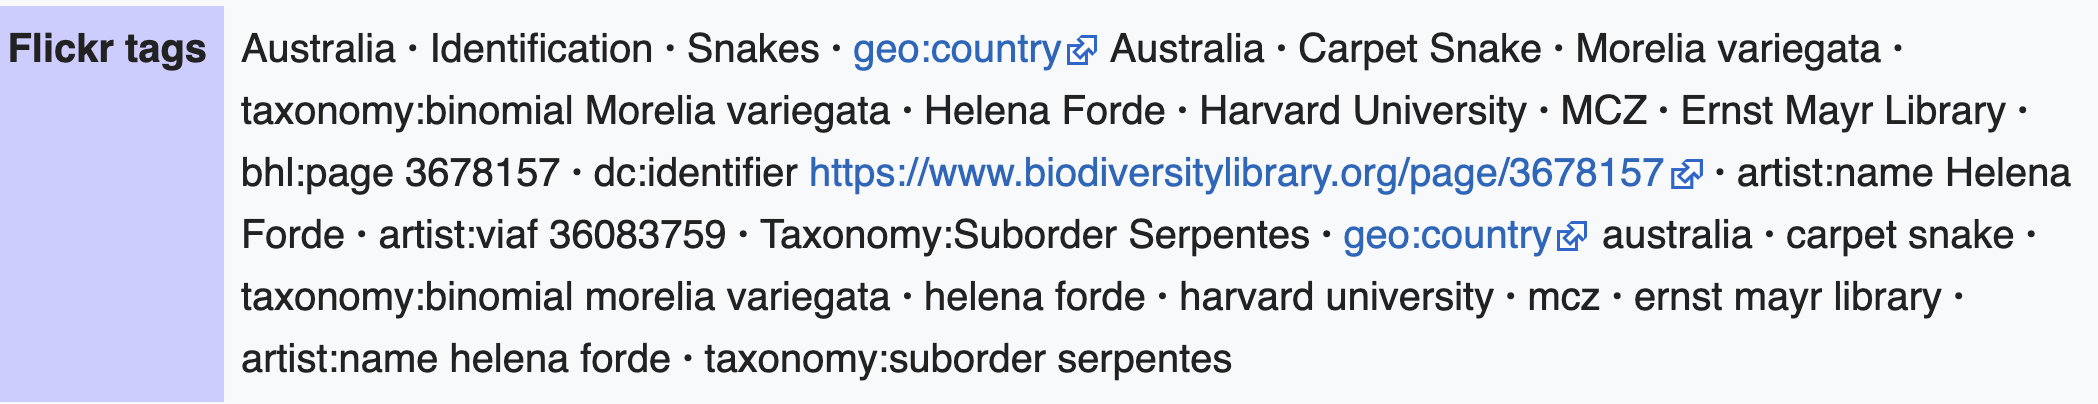 Flickr tags Australia • Identification • Snakes • geo:country Australia • Carpet Snake • Morelia variegata •
taxonomy:binomial Morelia variegata • Helena Forde • Harvard University • MCZ • Ernst Mayr Library •
bhl:page 3678157 • dc:identifier https://www.biodiversitylibrary.org/page/3678157 • artist:name Helena
Forde • artist:viaf 36083759 • Taxonomy:Suborder Serpentes • geo:country australia • carpet snake •
taxonomy:binomial morelia variegata • helena forde • harvard university • mcz • ernst mayr library •
artist:name helena forde • taxonomy:suborder serpentes